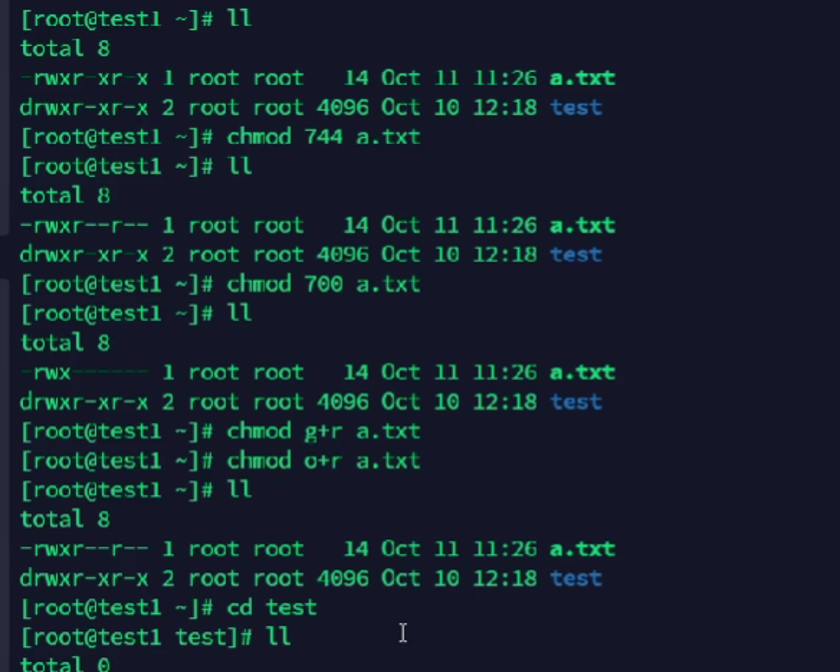 [root@test1 ~]# ll
total 8
-rwxr-xr-x 1 root root   14 Oct 11 11:26 a.txt
drwxr-xr-x 2 root root 4096 Oct 10 12:18 test
[root@test1 ~]# chmod 744 a.txt
[root@test1 ~]# ll
total 8
-rwxr--r-- 1 root root   14 Oct 11 11:26 a.txt
drwxr-xr-x 2 root root 4096 Oct 10 12:18 test
[root@test1 ~]# chmod 700 a.txt
[root@test1 ~]# ll
total 8
-rwx------ 1 root root   14 Oct 11 11:26 a.txt
drwxr-xr-x 2 root root 4096 Oct 10 12:18 test
[root@test1 ~]# chmod g+r a.txt
[root@test1 ~]# chmod o+r a.txt
[root@test1 ~]# ll
total 8
-rwxr--r-- 1 root root   14 Oct 11 11:26 a.txt
drwxr-xr-x 2 root root 4096 Oct 10 12:18 test
[root@test1 ~]# cd test
[root@test1 test]# ll
total 0